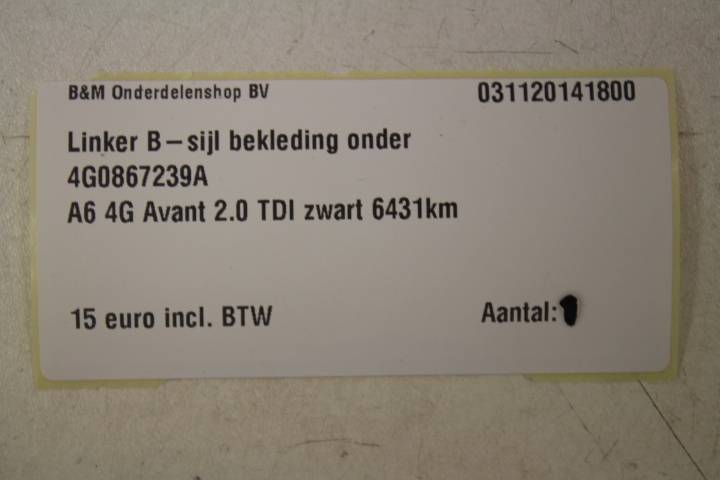 B&M Onderdelenshop BV 031120141800
Linker B-sijl bekleding onder
4G0867239A
A6 4G Avant 2.0 TDI zwart 6431km
15 euro incl. BTW Aantal: